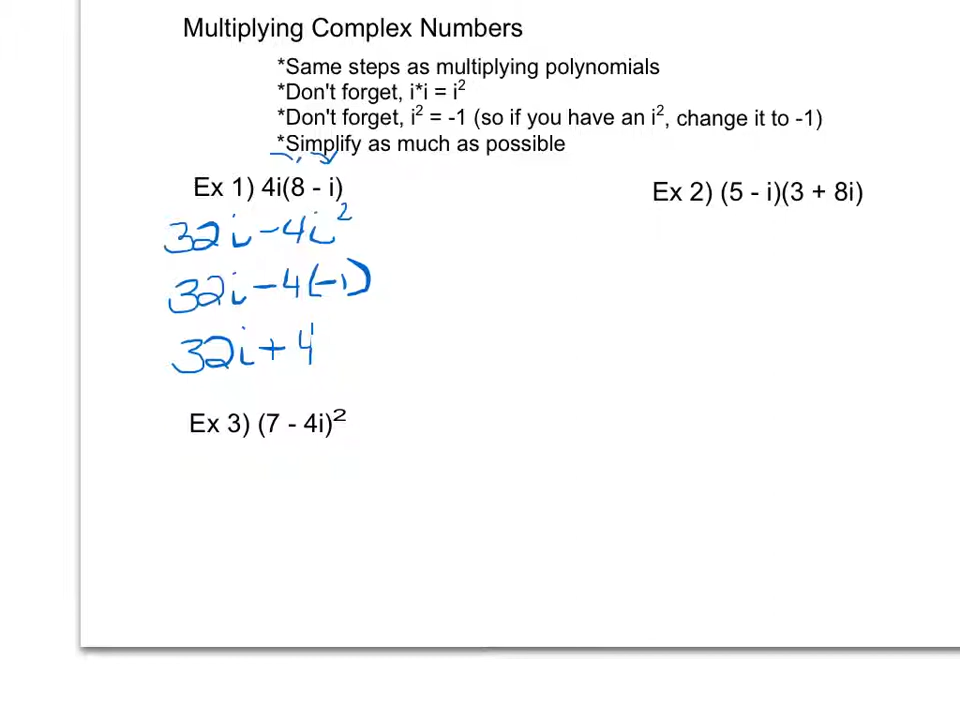 Multiplying Complex Numbers
*Same steps as multiplying polynomials
*Don't forget, i*i = i²
*Don't forget, i² = -1 (so if you have an i², change it to -1)
*Simplify as much as possible
Ex 1) 4i(8 - i)
32i - 4i²
32i - 4(-1)
32i + 4
Ex 2) (5 - i)(3 + 8i)
Ex 3) (7 - 4i)²